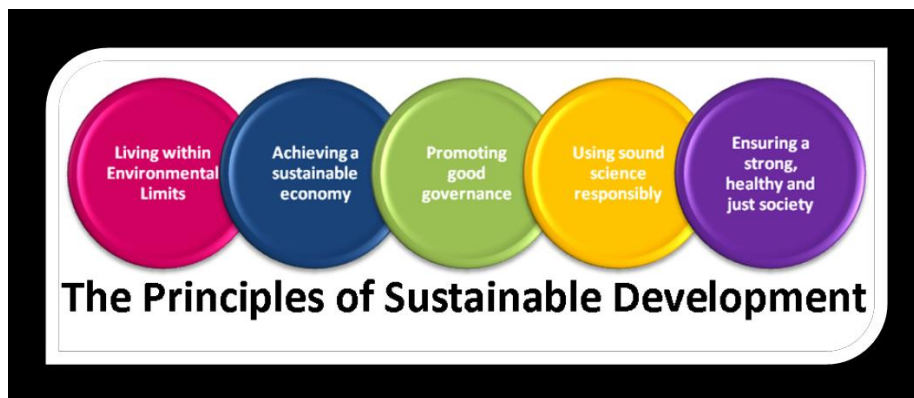 Living within
Environmental
Limits
Achieving a
sustainable
economy
Promoting
good
governance
Using sound
science
responsibly
Ensuring a
strong,
healthy and
just society
The Principles of Sustainable Development